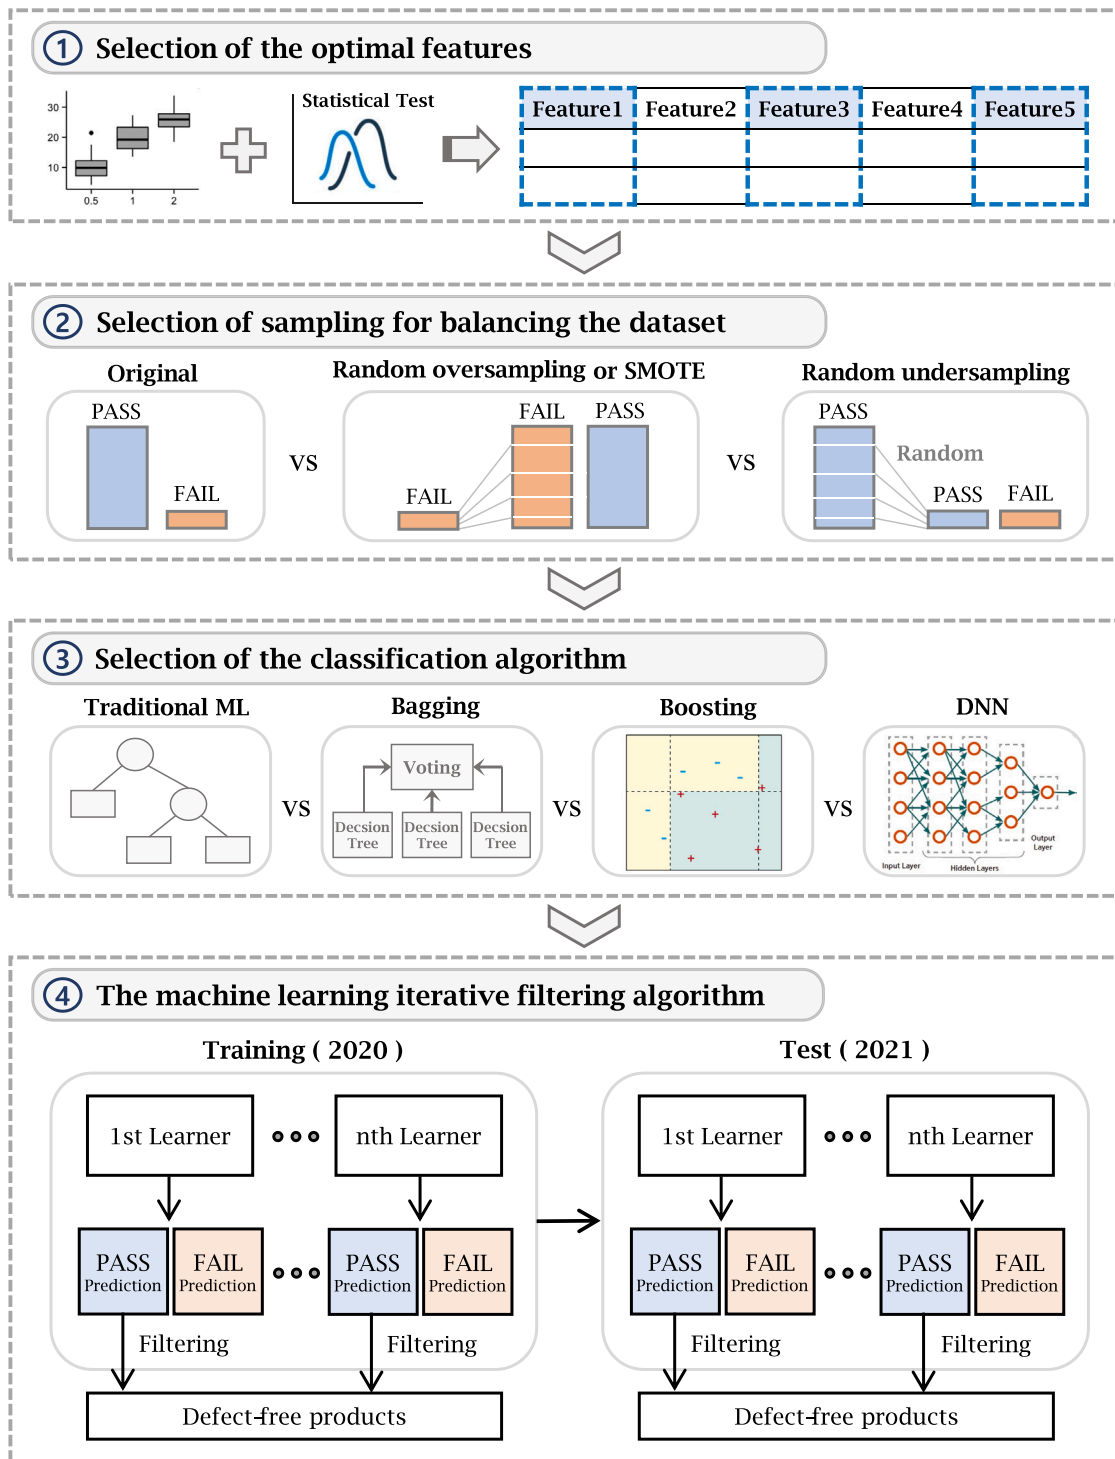 1 Selection of the optimal features
30
20
10
0.5 1 2
Statistical Test
Feature1 Feature2 Feature3 Feature4 Feature5
2 Selection of sampling for balancing the dataset
Original
PASS
FAIL
vs
Random oversampling or SMOTE
FAIL PASS
FAIL
vs
Random undersampling
PASS
Random
PASS FAIL
3 Selection of the classification algorithm
Traditional ML
vs
Bagging
Voting
Decsion Tree
Decsion Tree
Decsion Tree
vs
Boosting
- - -
+ +
- +
-
+ +
vs
DNN
Input Layer
Hidden Layers
Output Layer
4 The machine learning iterative filtering algorithm
Training ( 2020 )
1st Learner
nth Learner
PASS Prediction
FAIL Prediction
PASS Prediction
FAIL Prediction
Filtering
Filtering
Defect-free products
Test ( 2021 )
1st Learner
nth Learner
PASS Prediction
FAIL Prediction
PASS Prediction
FAIL Prediction
Filtering
Filtering
Defect-free products